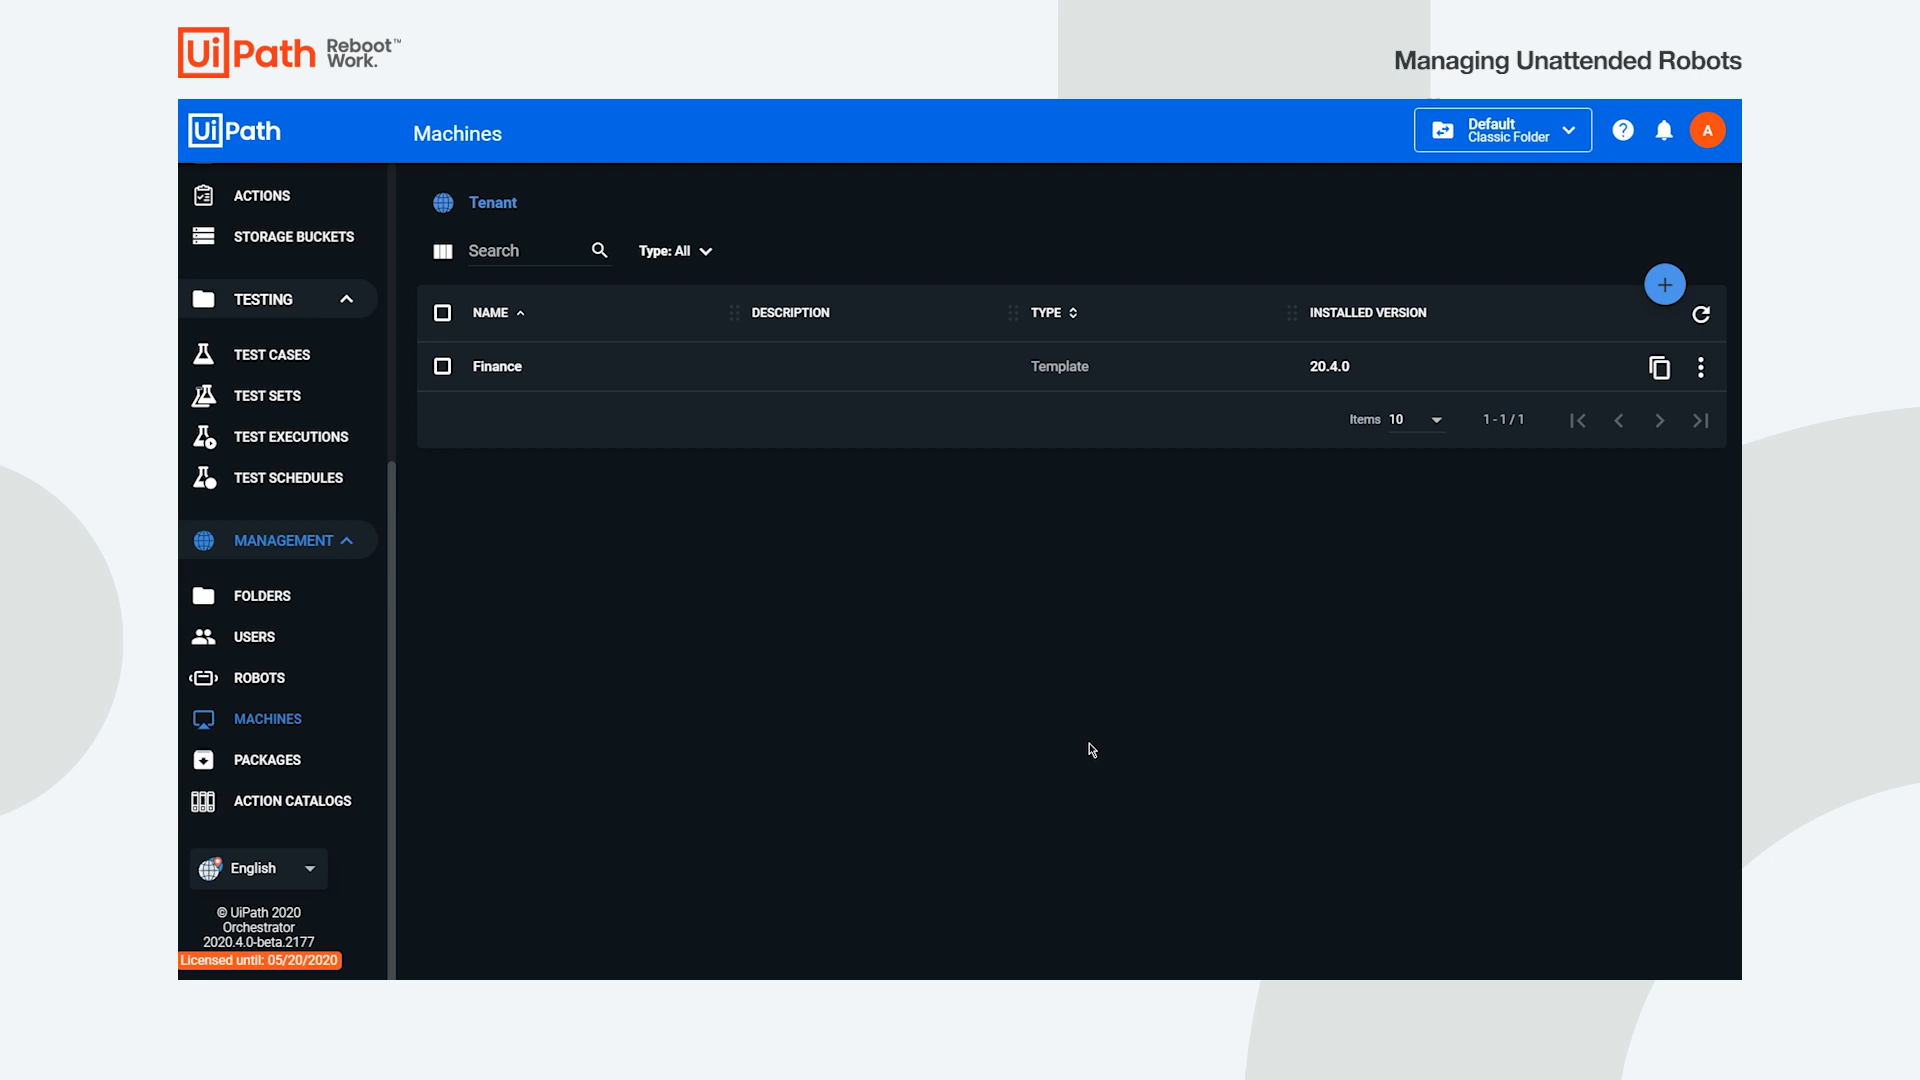 UiPath Reboot Work.™
Managing Unattended Robots
UiPath
Machines
Default
Classic Folder
A
ACTIONS
STORAGE BUCKETS
TESTING
TEST CASES
TEST SETS
TEST EXECUTIONS
TEST SCHEDULES
MANAGEMENT
FOLDERS
USERS
ROBOTS
MACHINES
PACKAGES
ACTION CATALOGS
English
© UiPath 2020
Orchestrator
2020.4.0-beta.2177
Licensed until: 05/20/2020
Tenant
Search
Type: All
NAME DESCRIPTION TYPE INSTALLED VERSION
Finance Template 20.4.0
Items 10 1 - 1 / 1